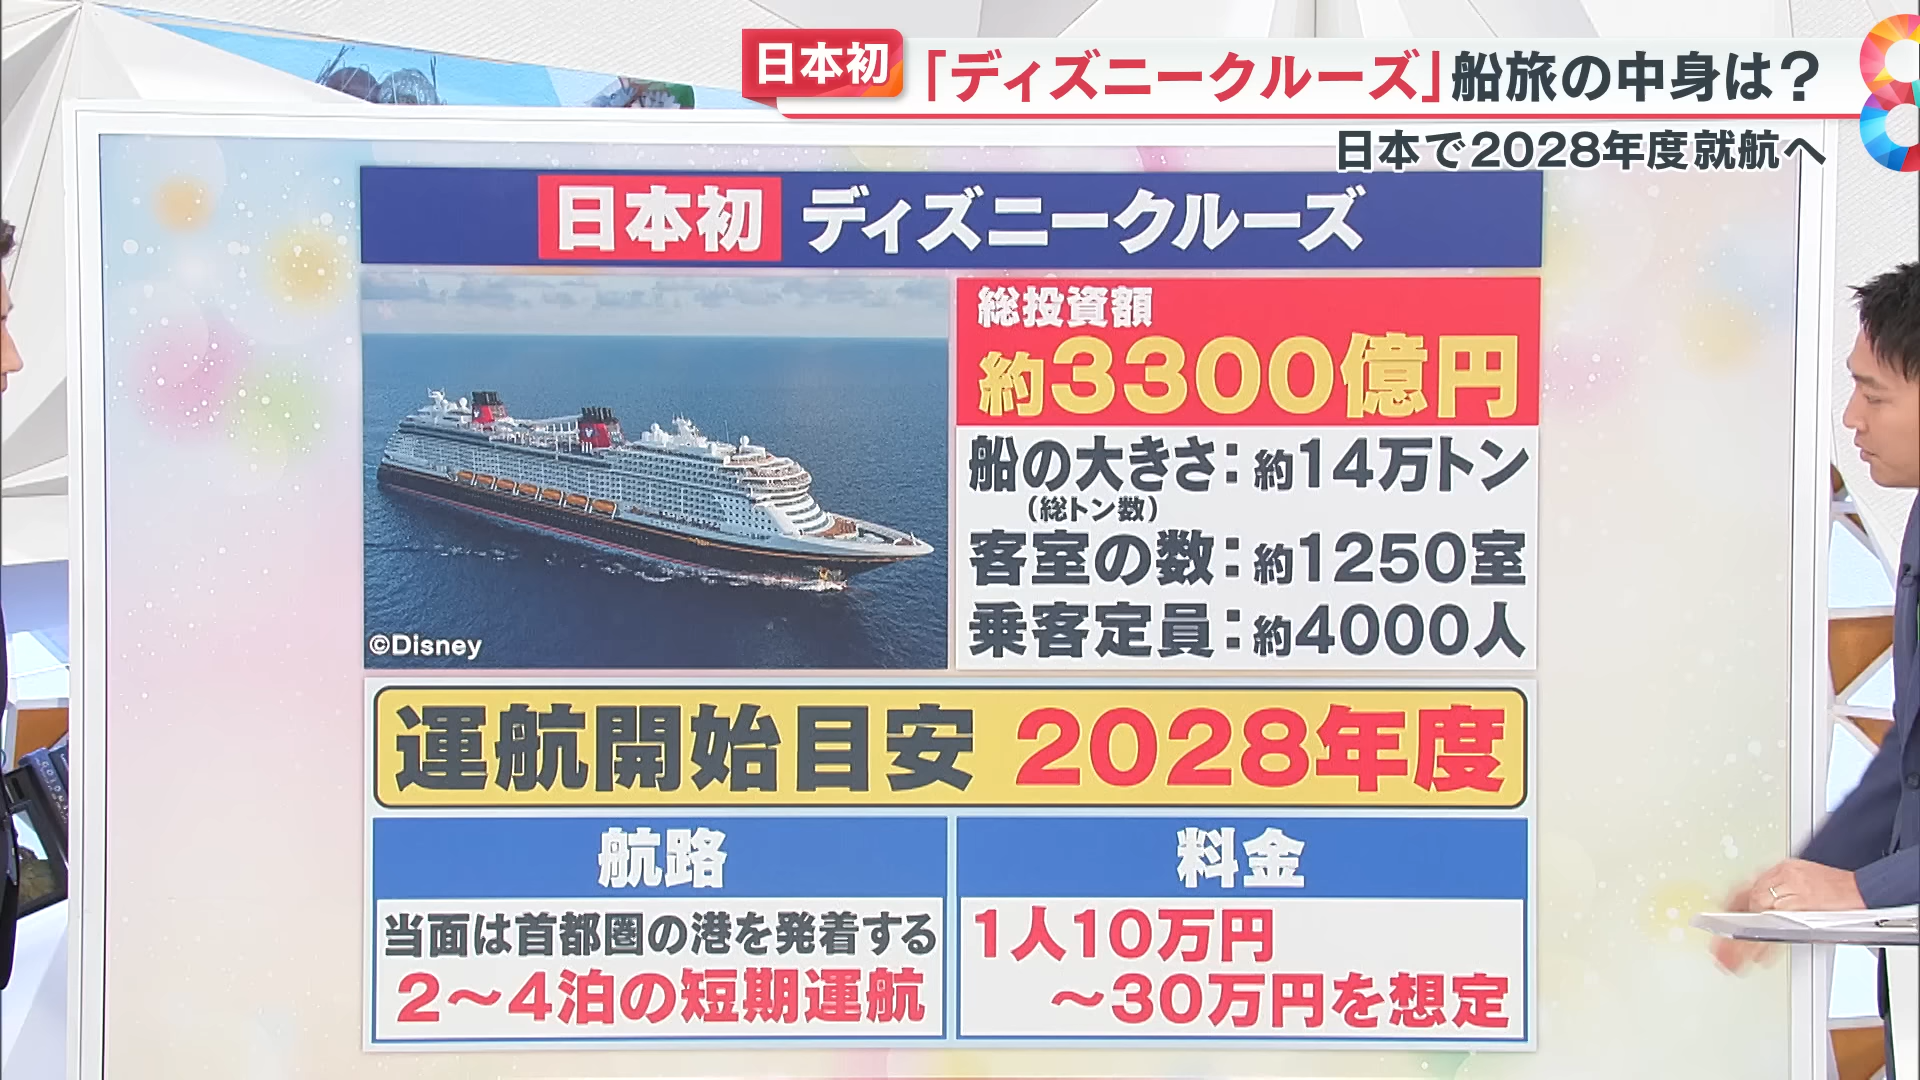 日本初
「ディズニークルーズ」船旅の中身は？
日本で2028年度就航へ
日本初 ディズニークルーズ
総投資額
約3300億円
船の大きさ：約14万トン
（総トン数）
客室の数：約1250室
乗客定員：約4000人
©Disney
運航開始目安 2028年度
航路
当面は首都圏の港を発着する
2〜4泊の短期運航
料金
1人10万円
〜30万円を想定